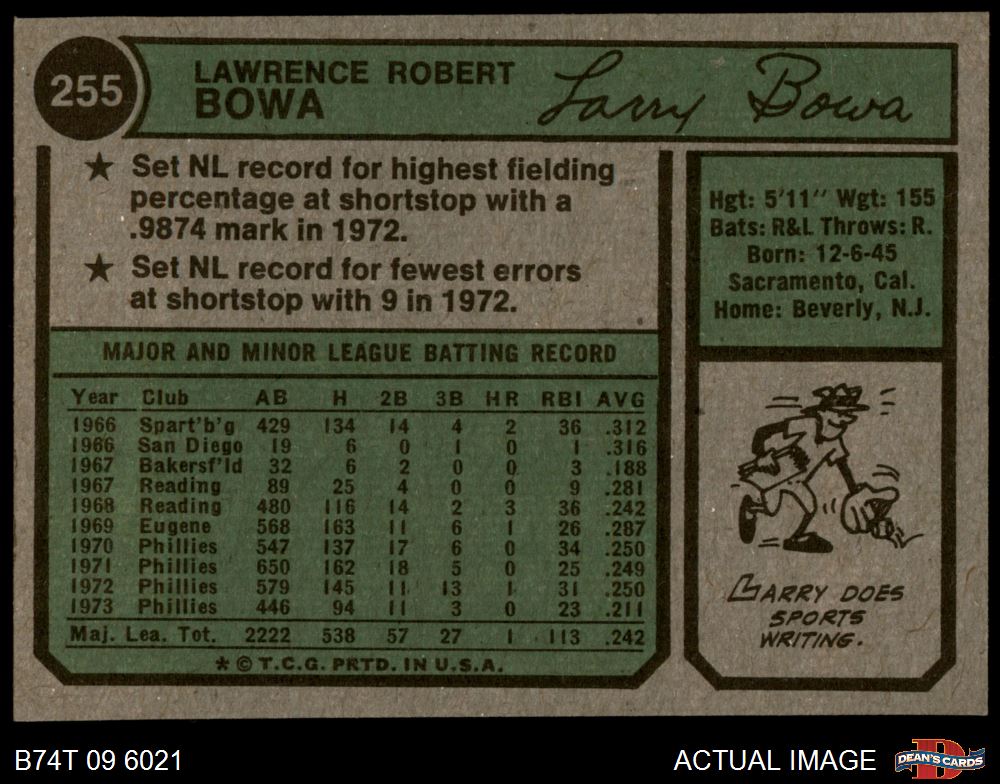 255
LAWRENCE ROBERT
BOWA
Larry Bowa
★ Set NL record for highest fielding
percentage at shortstop with a
.9874 mark in 1972.
★ Set NL record for fewest errors
at shortstop with 9 in 1972.
Hgt: 5'11" Wgt: 155
Bats: R&L Throws: R.
Born: 12-6-45
Sacramento, Cal.
Home: Beverly, N.J.
MAJOR AND MINOR LEAGUE BATTING RECORD
Year Club AB H 2B 3B HR RBI AVG
1966 Spart'b'g 429 134 14 4 2 36 .312
1966 San Diego 19 6 0 1 0 1 .316
1967 Bakersf'ld 32 6 2 0 0 3 .188
1967 Reading 89 25 4 0 0 9 .281
1968 Reading 480 116 14 2 3 36 .242
1969 Eugene 568 163 11 6 1 26 .287
1970 Phillies 547 137 17 6 0 34 .250
1971 Phillies 650 162 18 5 0 25 .249
1972 Phillies 579 145 11 13 1 31 .250
1973 Phillies 446 94 11 3 0 23 .211
Maj. Lea. Tot. 2222 538 57 27 1 113 .242
* © T.C.G. PRTD. IN U.S.A.
LARRY DOES
SPORTS
WRITING.
B74T 09 6021
ACTUAL IMAGE
D
DEAN'S CARDS